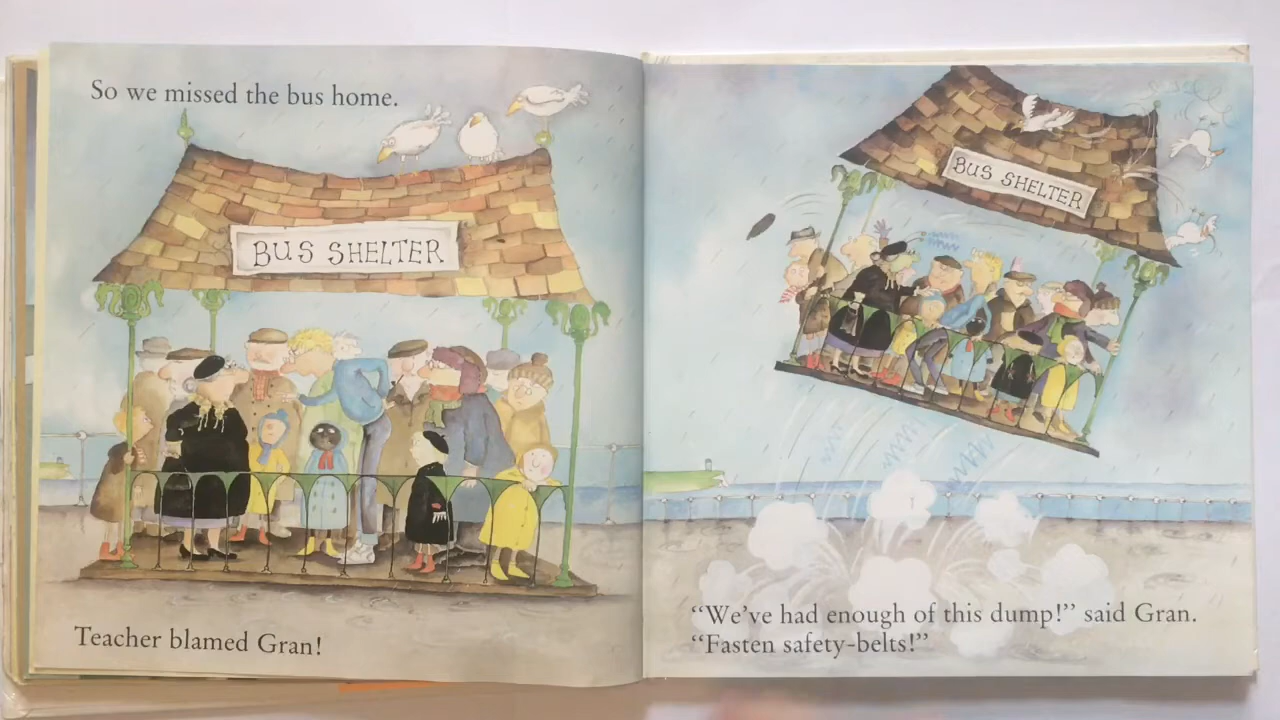 So we missed the bus home.
BUS SHELTER
Teacher blamed Gran!
BUS SHELTER
“We’ve had enough of this dump!” said Gran.
“Fasten safety-belts!”